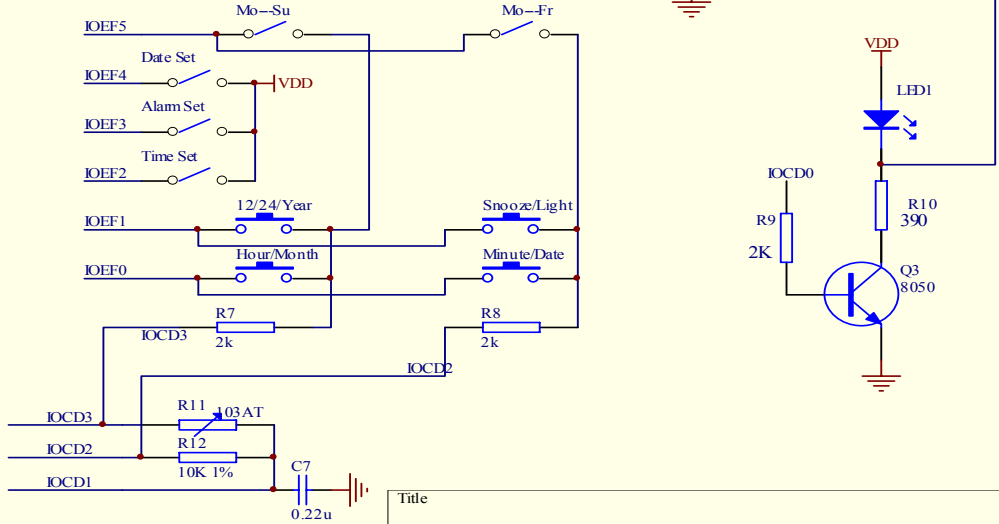 Mo--Su
Mo--Fr
IOEF5
Date Set
IOEF4
VDD
Alarm Set
IOEF3
Time Set
IOEF2
12/24/Year
Snooze/Light
IOEF1
Hour/Month
Minute/Date
IOEF0
R7
R8
IOCD3
2k
2k
IOCD2
R11
103AT
IOCD3
R12
IOCD2
10K 1%
C7
IOCD1
0.22u
Title
VDD
LED1
IOCD0
R9
R10
390
2K
Q3
8050